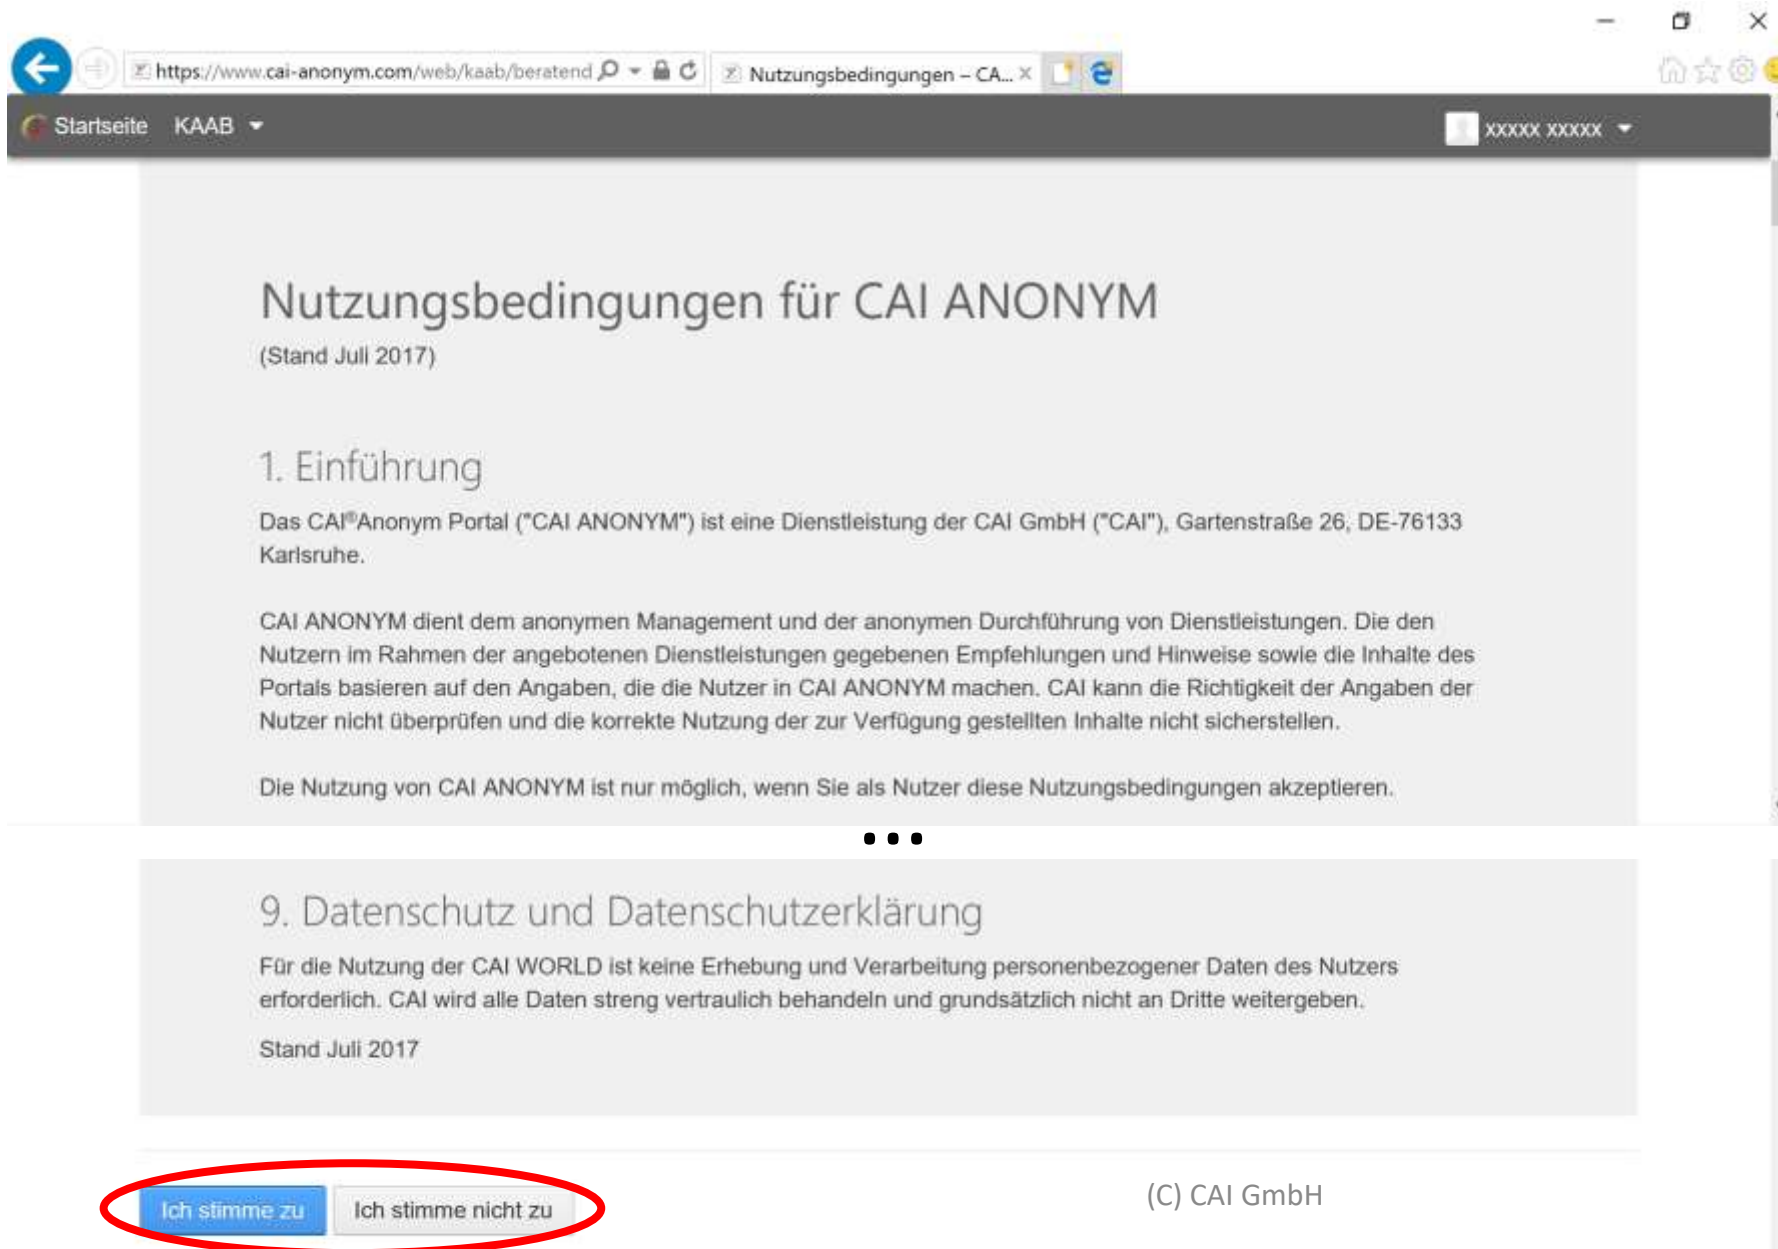 https://www.cai-anonym.com/web/kaab/beratend
Nutzungsbedingungen – CA...
Startseite KAAB
xxxxx xxxxx
Nutzungsbedingungen für CAI ANONYM
(Stand Juli 2017)
1. Einführung
Das CAI®Anonym Portal ("CAI ANONYM") ist eine Dienstleistung der CAI GmbH ("CAI"), Gartenstraße 26, DE-76133
Karlsruhe.
CAI ANONYM dient dem anonymen Management und der anonymen Durchführung von Dienstleistungen. Die den
Nutzern im Rahmen der angebotenen Dienstleistungen gegebenen Empfehlungen und Hinweise sowie die Inhalte des
Portals basieren auf den Angaben, die die Nutzer in CAI ANONYM machen. CAI kann die Richtigkeit der Angaben der
Nutzer nicht überprüfen und die korrekte Nutzung der zur Verfügung gestellten Inhalte nicht sicherstellen.
Die Nutzung von CAI ANONYM ist nur möglich, wenn Sie als Nutzer diese Nutzungsbedingungen akzeptieren.
...
9. Datenschutz und Datenschutzerklärung
Für die Nutzung der CAI WORLD ist keine Erhebung und Verarbeitung personenbezogener Daten des Nutzers
erforderlich. CAI wird alle Daten streng vertraulich behandeln und grundsätzlich nicht an Dritte weitergeben.
Stand Juli 2017
Ich stimme zu
Ich stimme nicht zu
(C) CAI GmbH